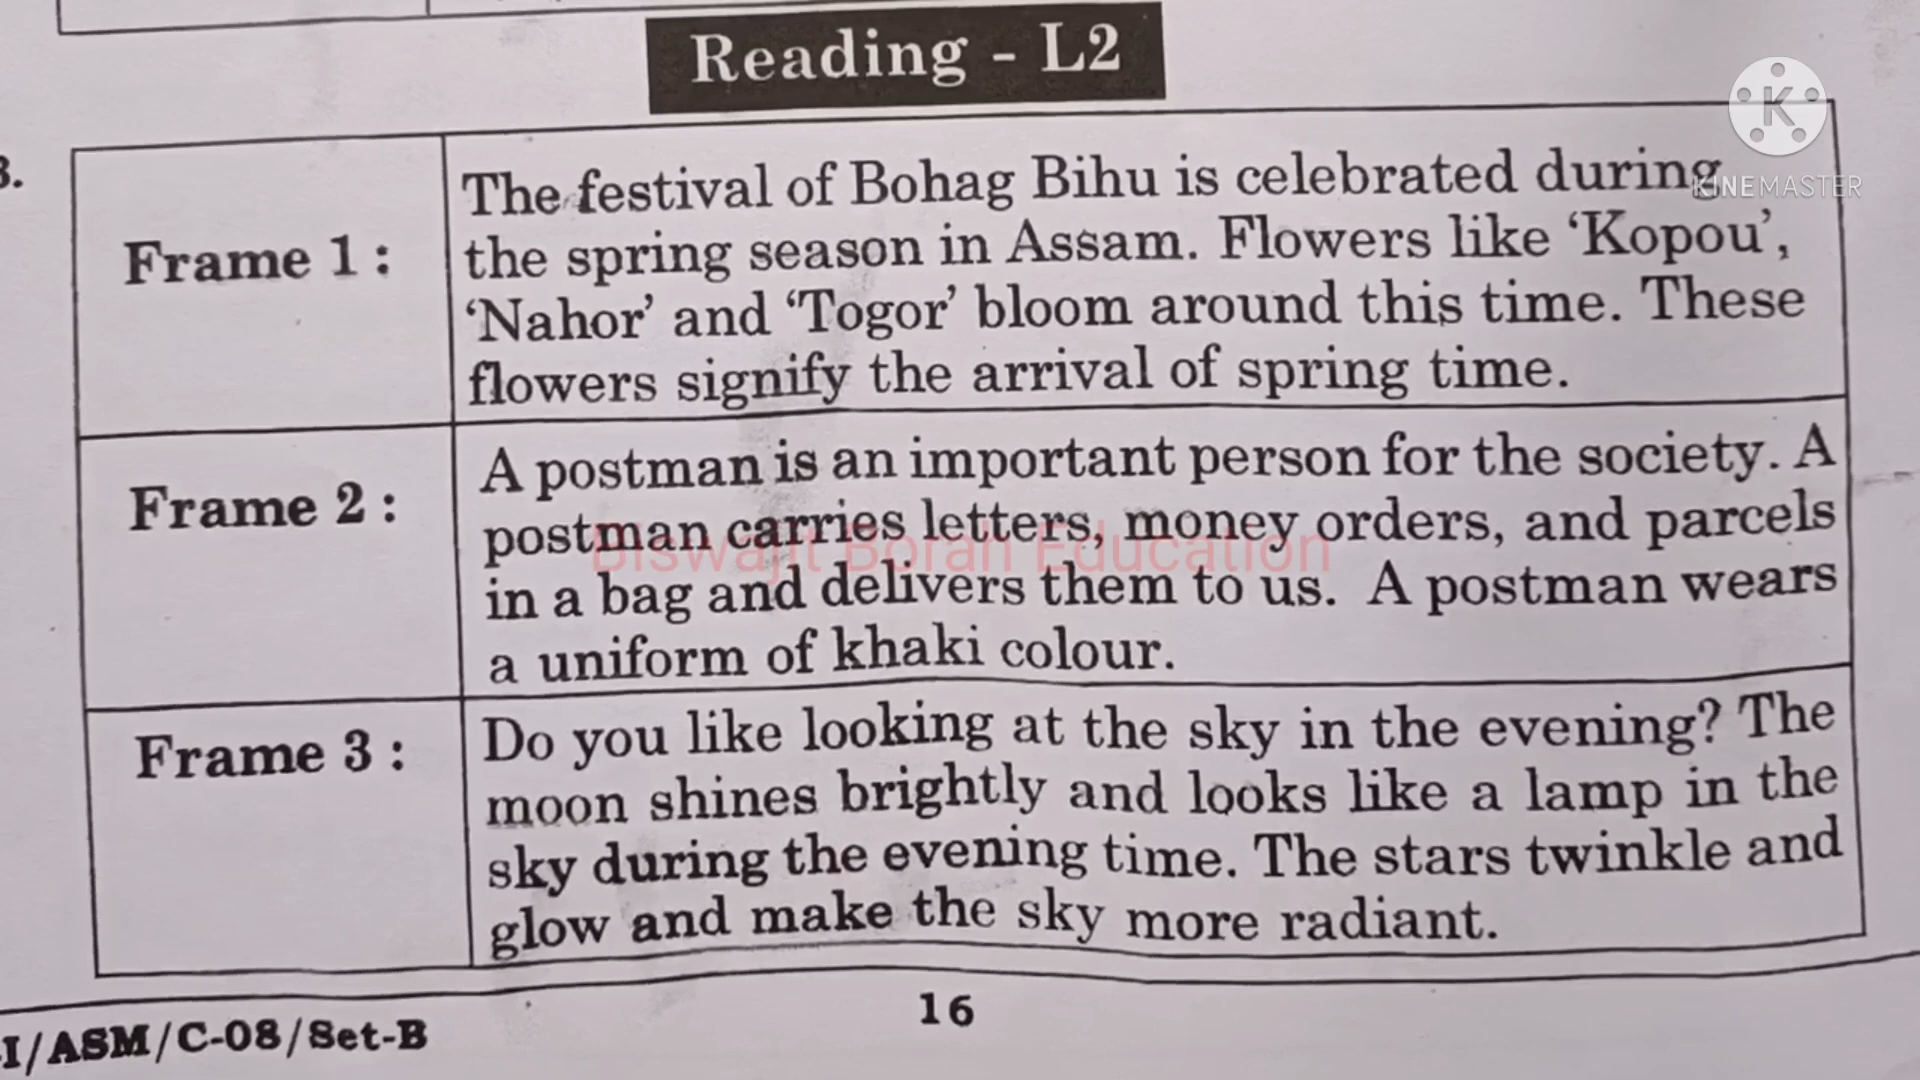 Reading - L2
K
KINEMASTER
3.
Frame 1 :
The festival of Bohag Bihu is celebrated during
the spring season in Assam. Flowers like ‘Kopou’,
‘Nahor’ and ‘Togor’ bloom around this time. These
flowers signify the arrival of spring time.
Frame 2 :
A postman is an important person for the society. A
postman carries letters, money orders, and parcels
in a bag and delivers them to us. A postman wears
a uniform of khaki colour.
Biswajit Borah Education
Frame 3 :
Do you like looking at the sky in the evening? The
moon shines brightly and looks like a lamp in the
sky during the evening time. The stars twinkle and
glow and make the sky more radiant.
16
-I/ASM/C-08/Set-B